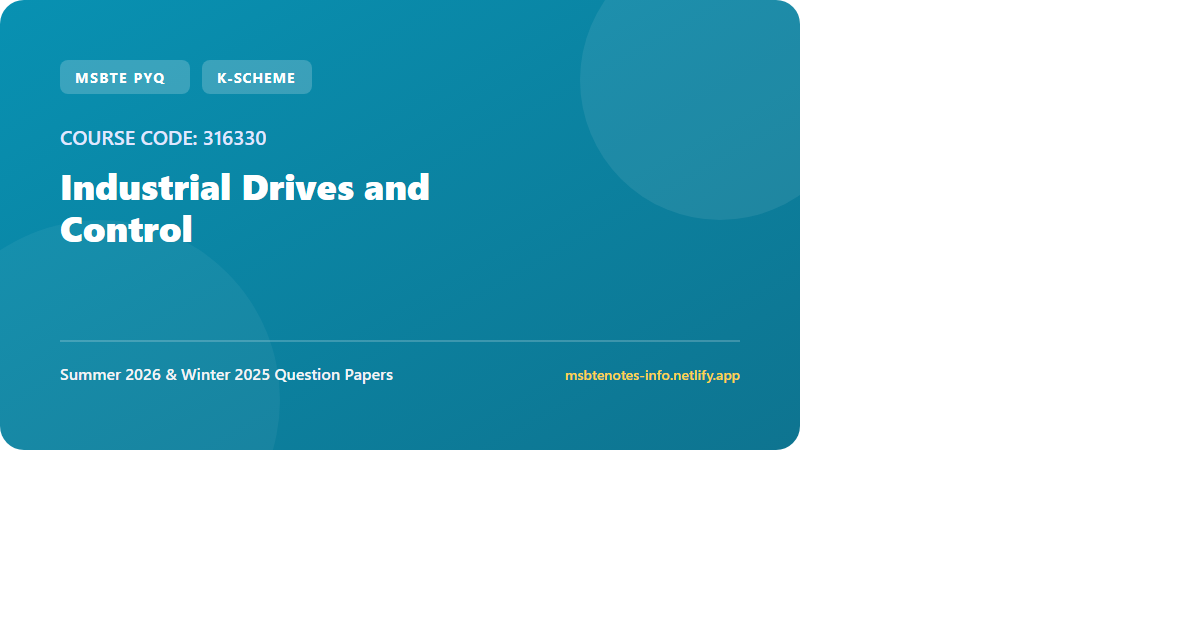 MSBTE PYQ
K-SCHEME
COURSE CODE: 316330
Industrial Drives and
Control
Summer 2026 & Winter 2025 Question Papers
msbtenotes-info.netlify.app